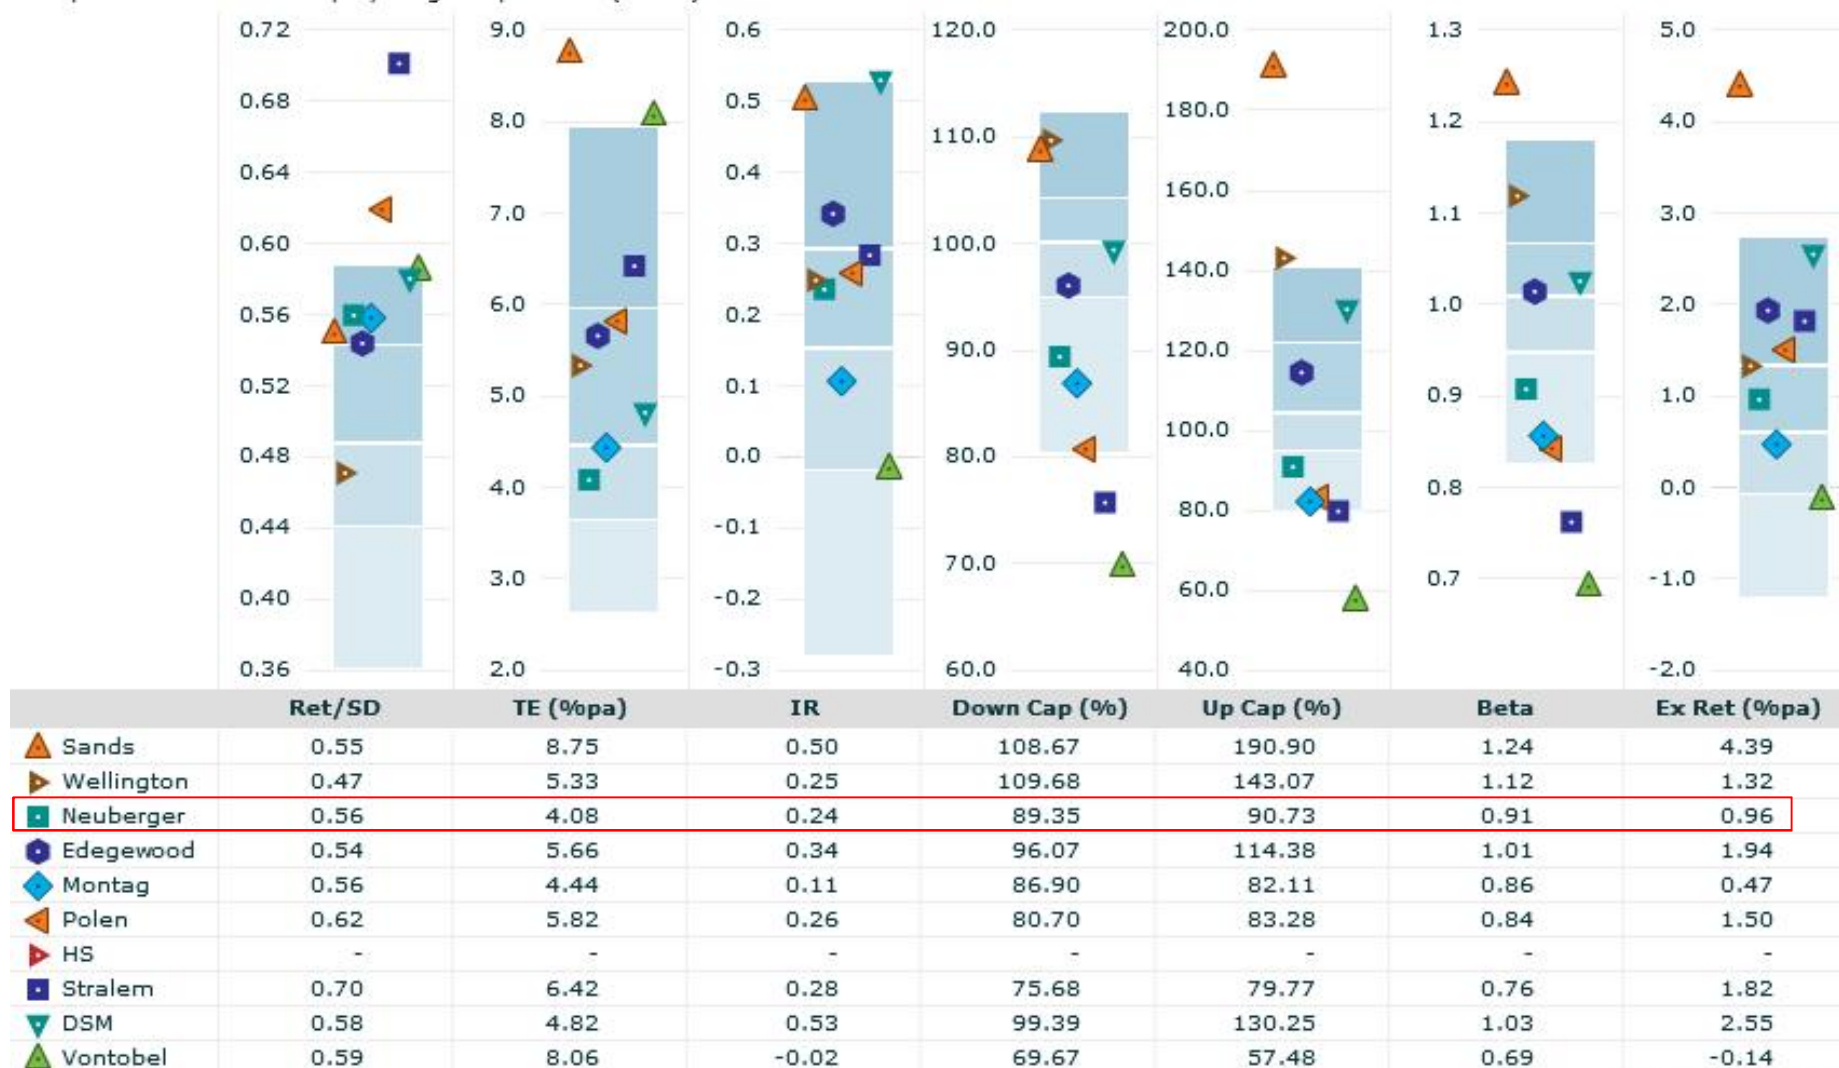 0.72 9.0 0.6 120.0 200.0 1.3 5.0
0.68 8.0 0.5 110.0 180.0 1.2 4.0
0.64 7.0 0.4 100.0 160.0 1.1 3.0
0.60 6.0 0.3 90.0 140.0 1.0 2.0
0.56 5.0 0.2 80.0 120.0 0.9 1.0
0.52 4.0 0.1 70.0 100.0 0.8 0.0
0.48 3.0 0.0 60.0 80.0 0.7 -1.0
0.44 2.0 -0.1 60.0 -2.0
0.40 -0.2 40.0
0.36 -0.3
Ret/SD TE (%pa) IR Down Cap (%) Up Cap (%) Beta Ex Ret (%pa)
Sands 0.55 8.75 0.50 108.67 190.90 1.24 4.39
Wellington 0.47 5.33 0.25 109.68 143.07 1.12 1.32
Neuberger 0.56 4.08 0.24 89.35 90.73 0.91 0.96
Edegewood 0.54 5.66 0.34 96.07 114.38 1.01 1.94
Montag 0.56 4.44 0.11 86.90 82.11 0.86 0.47
Polen 0.62 5.82 0.26 80.70 83.28 0.84 1.50
HS - - - - - - -
Stralem 0.70 6.42 0.28 75.68 79.77 0.76 1.82
DSM 0.58 4.82 0.53 99.39 130.25 1.03 2.55
Vontobel 0.59 8.06 -0.02 69.67 57.48 0.69 -0.14